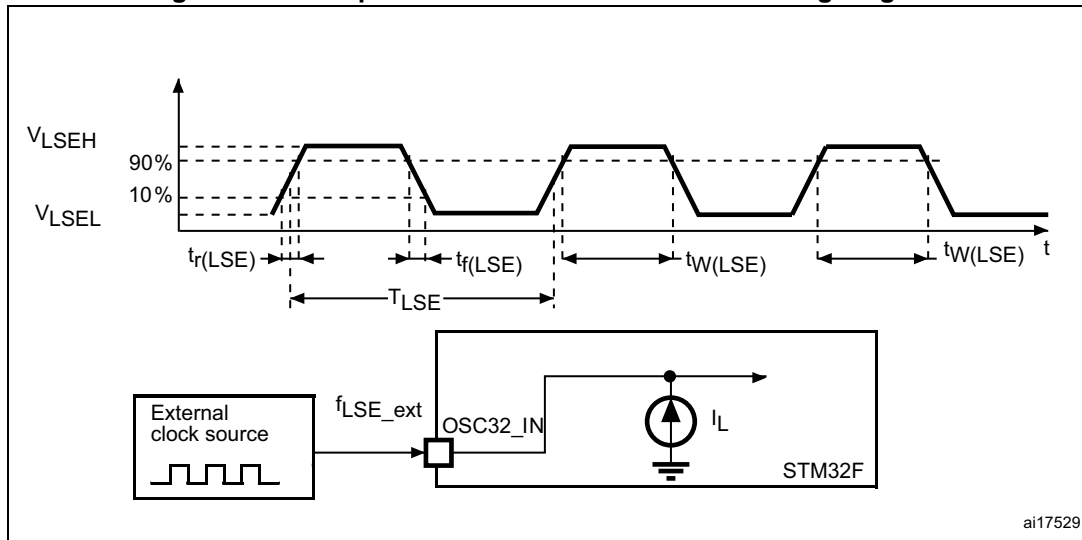 VLSEH
90%
10%
VLSEL
tr(LSE)
tf(LSE)
tW(LSE)
tW(LSE)
t
TLSE
External
clock source
fLSE_ext
OSC32_IN
IL
STM32F
ai17529